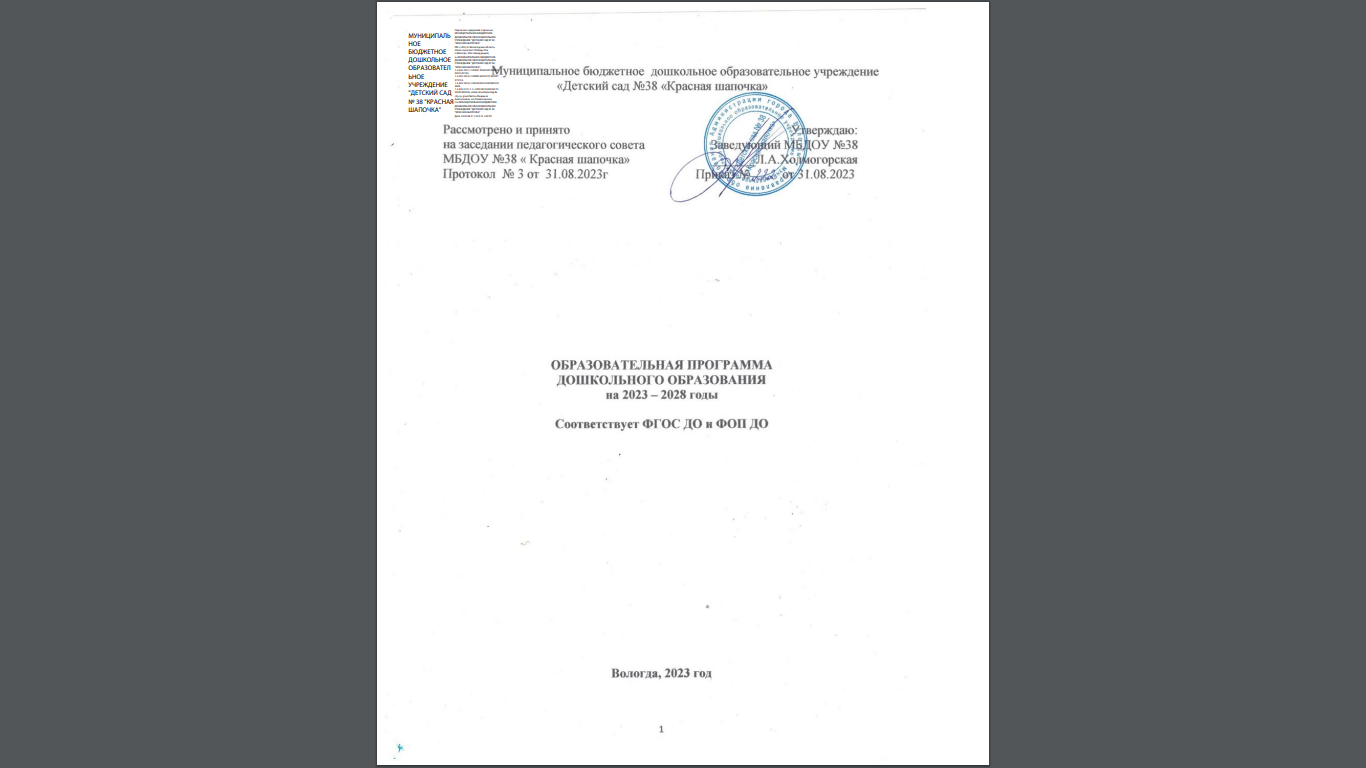 МУНИЦИПАЛЬ
НОЕ
БЮДЖЕТНОЕ
ДОШКОЛЬНОЕ
ОБРАЗОВАТЕЛ
ЬНОЕ
УЧРЕЖДЕНИЕ
"ДЕТСКИЙ САД
№ 38 "КРАСНАЯ
ШАПОЧКА"
Муниципальное бюджетное дошкольное образовательное учреждение
«Детский сад №38 «Красная шапочка»
Рассмотрено и принято
на заседании педагогического совета
МБДОУ №38 « Красная шапочка»
Протокол № 3 от 31.08.2023г
Утверждаю:
Заведующий МБДОУ №38
Л.А.Холмогорская
Приказ № от 31.08.2023
ОБРАЗОВАТЕЛЬНАЯ ПРОГРАММА
ДОШКОЛЬНОГО ОБРАЗОВАНИЯ
на 2023 – 2028 годы
Соответствует ФГОС ДО и ФОП ДО
Вологда, 2023 год
1